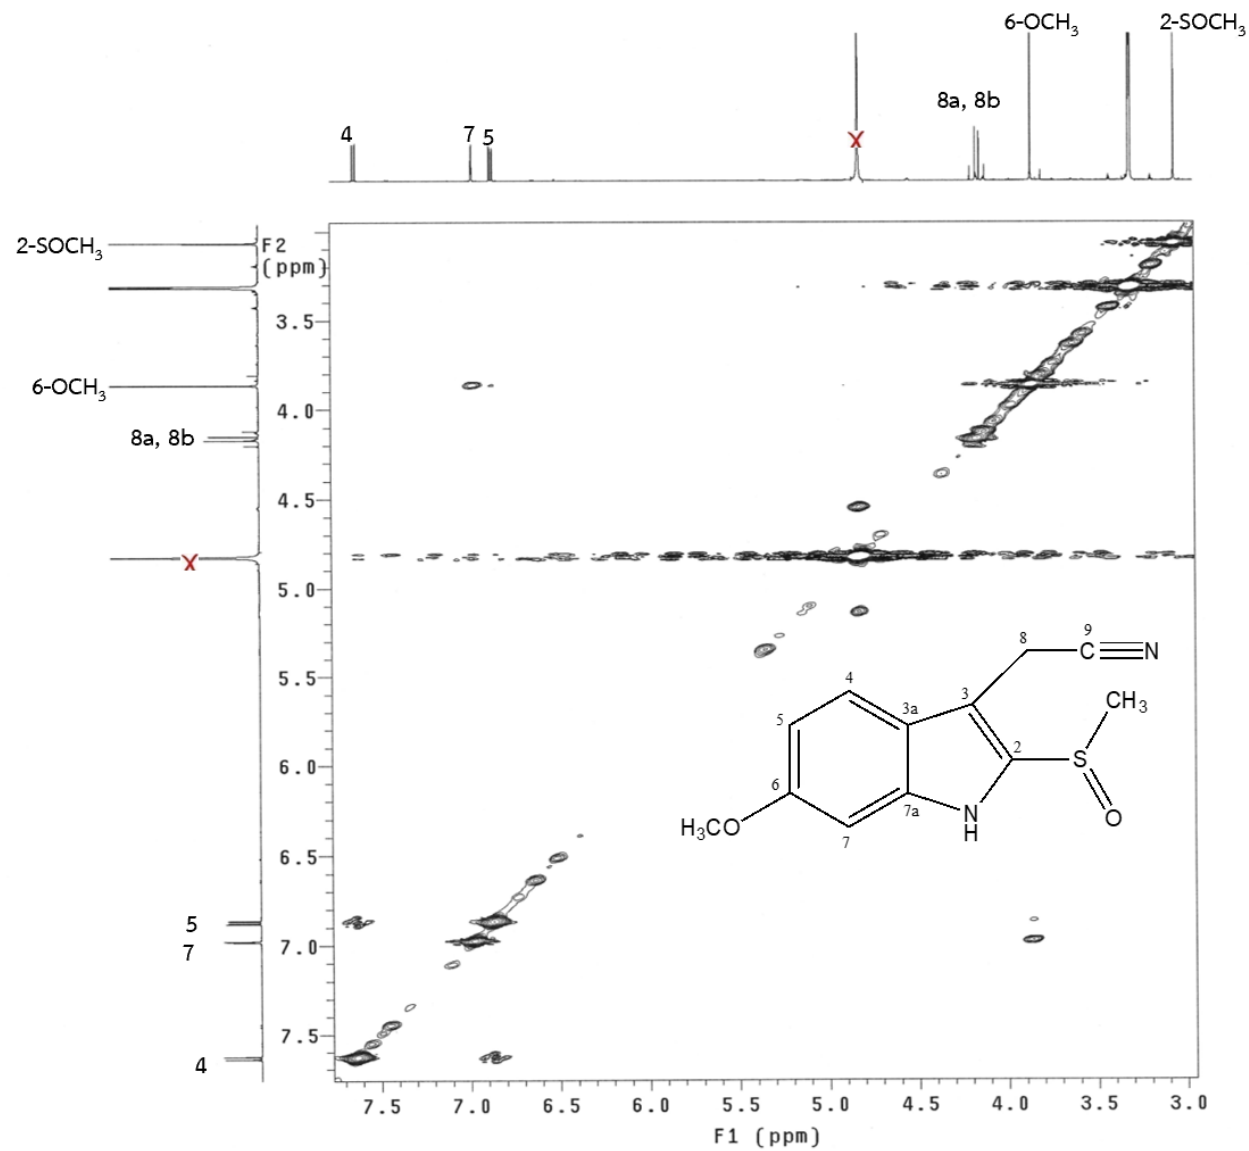 6-OCH3 2-SOCH3
8a, 8b
4 7 5
X
2-SOCH3
F2
(ppm)
3.5
6-OCH3
4.0
8a, 8b
4.5
X
5.0
5.5
6.0
6.5
5
7.0
7
7.5
4
7.5 7.0 6.5 6.0 5.5 5.0 4.5 4.0 3.5 3.0
F1 (ppm)
8 9
C N
4 3 CH3
3a
5
2
S
6
7a
H3CO N O
H
7